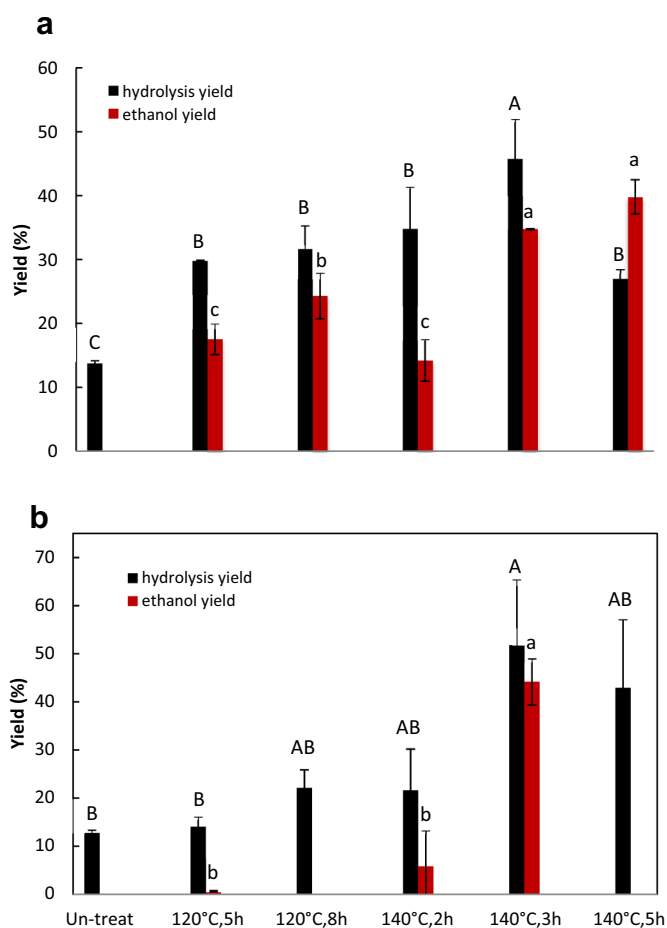 a
60
50
40
30
20
10
0
Yield (%)
hydrolysis yield
ethanol yield
C
B
c
B
b
B
c
A
a
B
a
b
70
60
50
40
30
20
10
0
Yield (%)
hydrolysis yield
ethanol yield
B
B
b
AB
AB
b
A
a
AB
Un-treat 120°C,5h 120°C,8h 140°C,2h 140°C,3h 140°C,5h